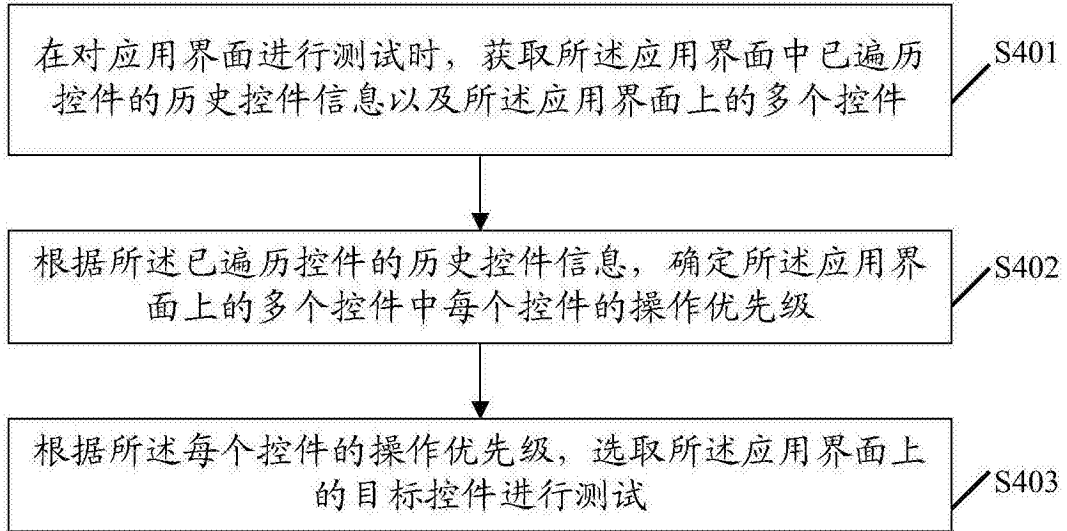 在对应用界面进行测试时，获取所述应用界面中已遍历
控件的历史控件信息以及所述应用界面上的多个控件
S401
根据所述已遍历控件的历史控件信息，确定所述应用界
面上的多个控件中每个控件的操作优先级
S402
根据所述每个控件的操作优先级，选取所述应用界面上
的目标控件进行测试
S403